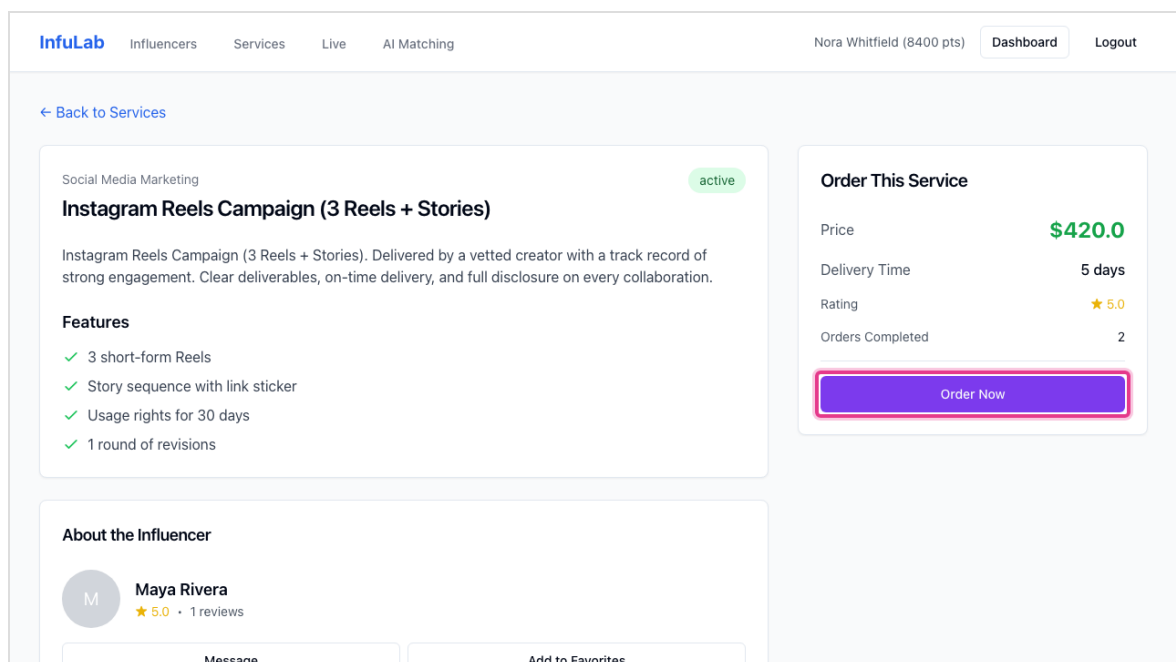 InfuLab
Influencers
Services
Live
AI Matching
Nora Whitfield (8400 pts)
Dashboard
Logout
← Back to Services
Social Media Marketing
active
Instagram Reels Campaign (3 Reels + Stories)
Instagram Reels Campaign (3 Reels + Stories). Delivered by a vetted creator with a track record of
strong engagement. Clear deliverables, on-time delivery, and full disclosure on every collaboration.
Features
3 short-form Reels
Story sequence with link sticker
Usage rights for 30 days
1 round of revisions
About the Influencer
M
Maya Rivera
★ 5.0 • 1 reviews
Message
Add to Favorites
Order This Service
Price $420.0
Delivery Time 5 days
Rating ★ 5.0
Orders Completed 2
Order Now